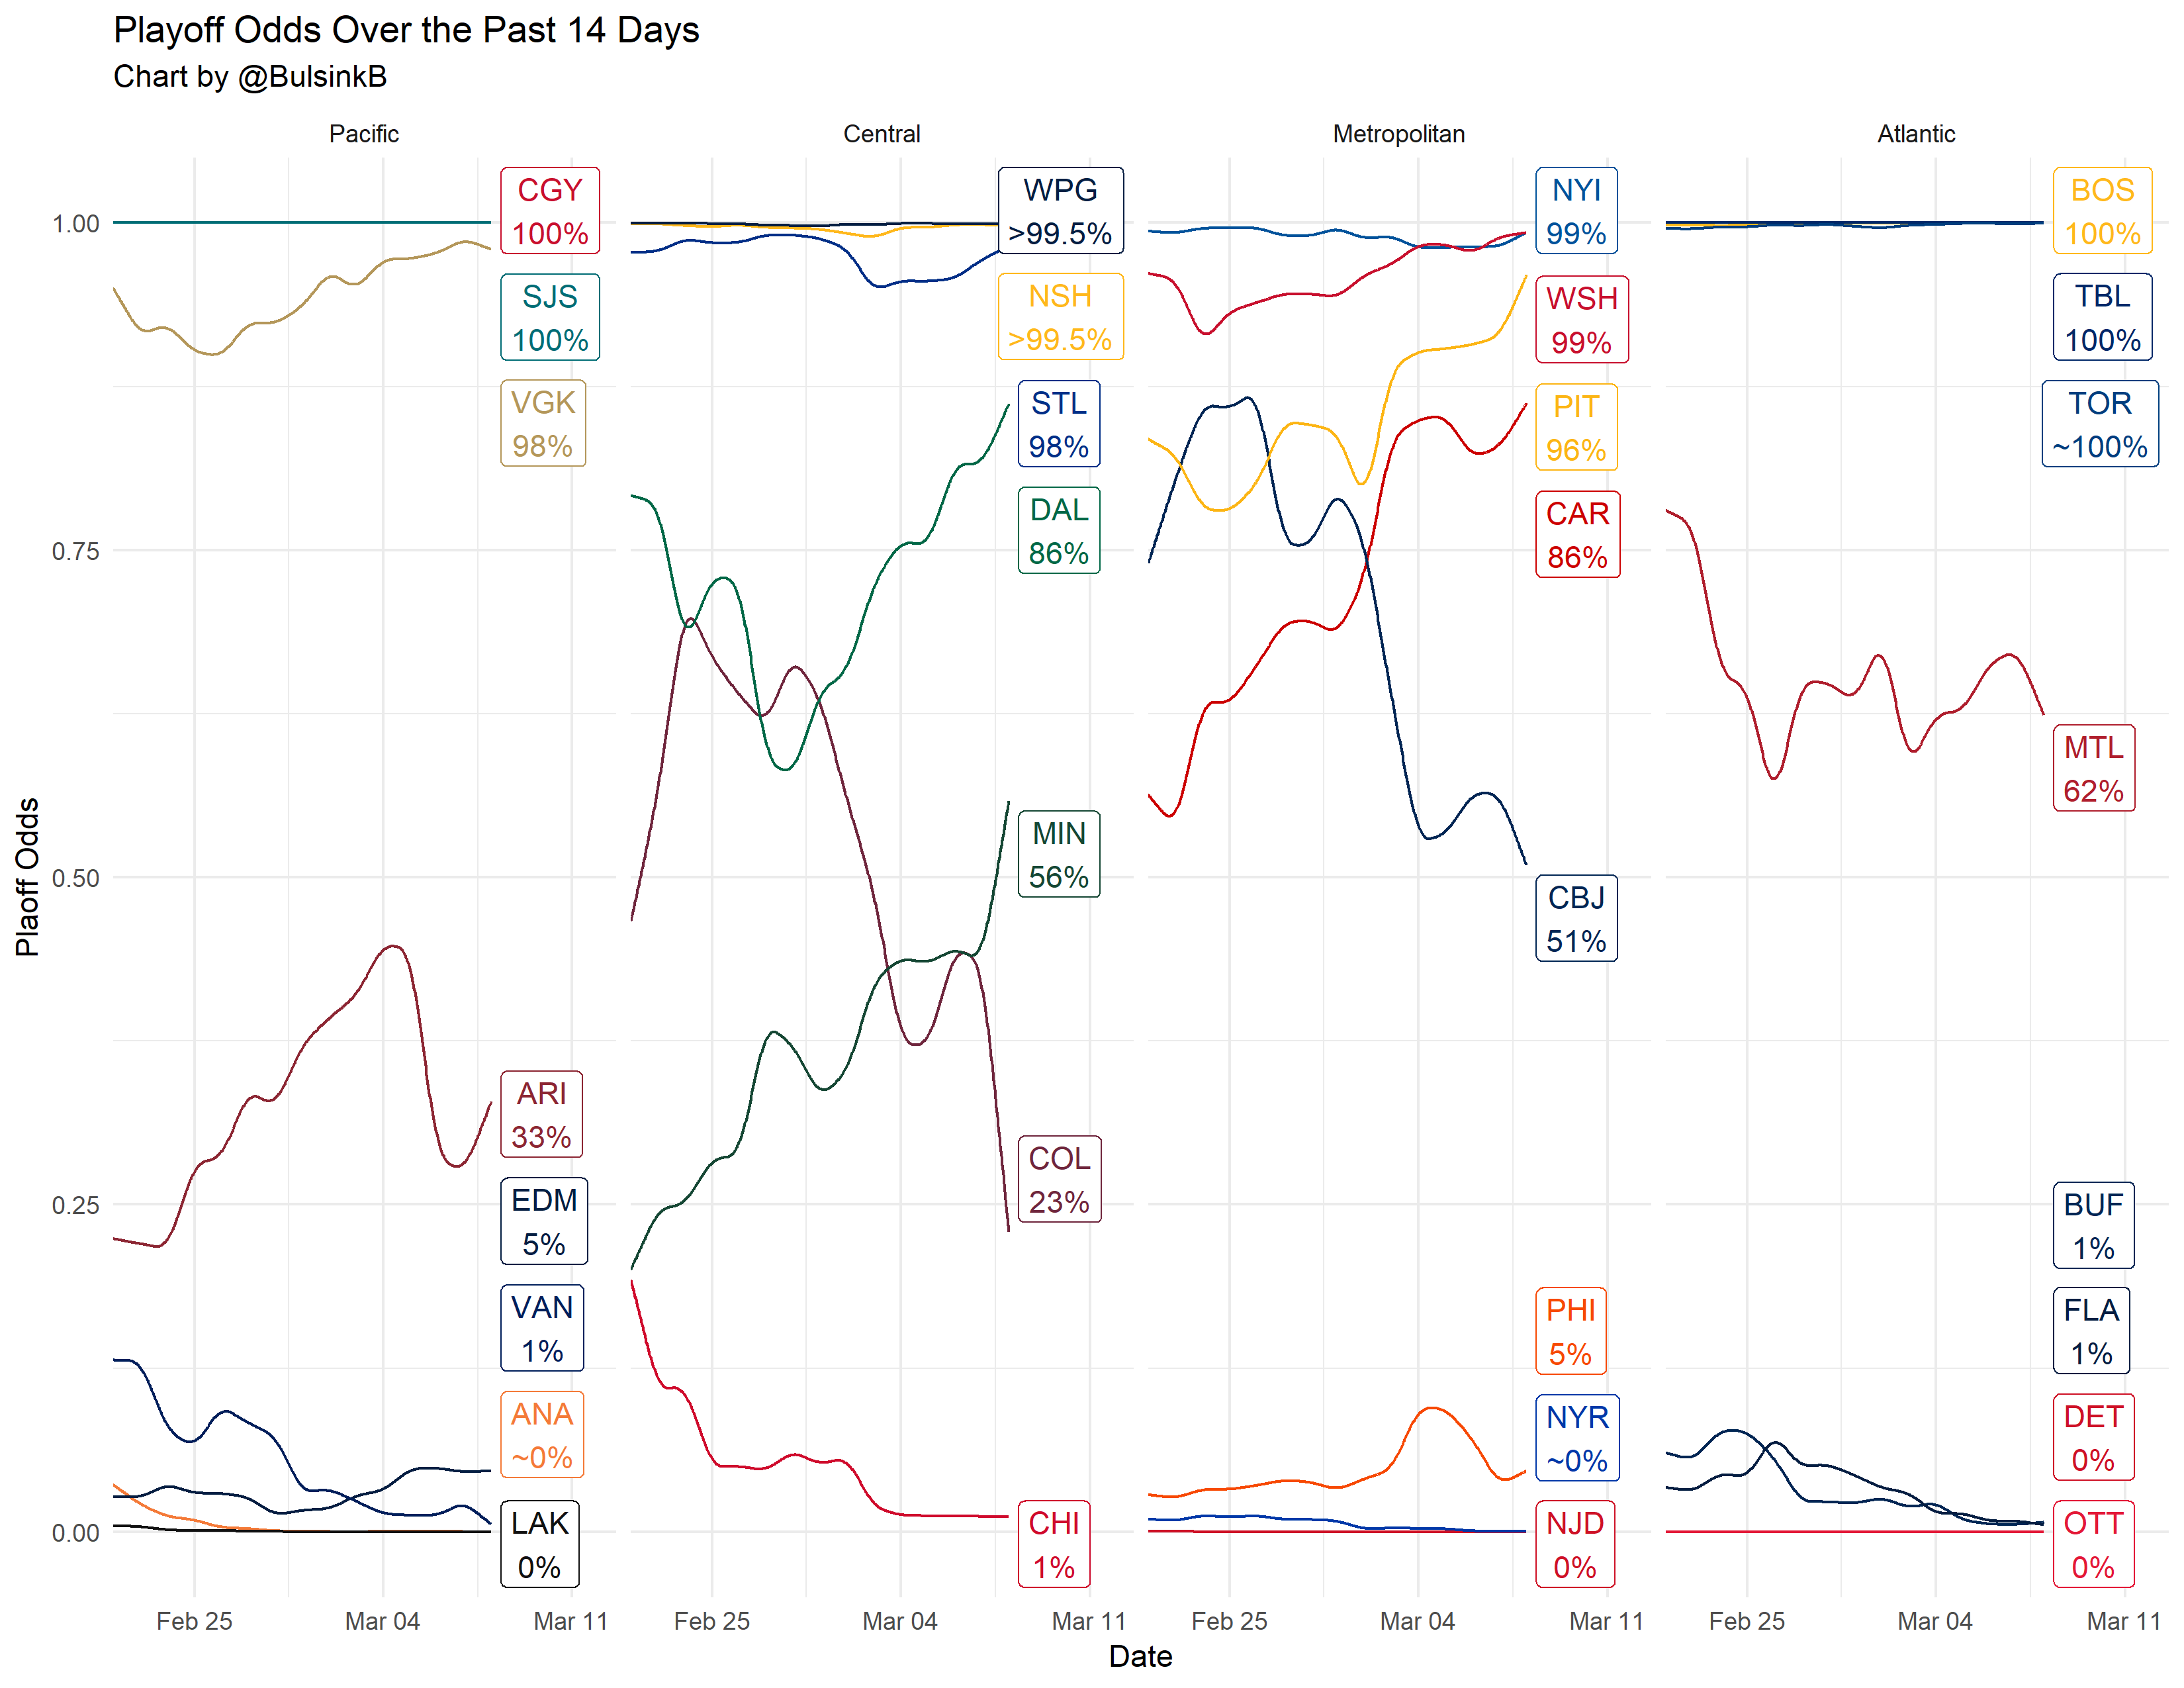 Playoff Odds Over the Past 14 Days
Chart by @BulsinkB
Pacific
Central
Metropolitan
Atlantic
Plaoff Odds
1.00
0.75
0.50
0.25
0.00
CGY
100%
SJS
100%
VGK
98%
ARI
33%
EDM
5%
VAN
1%
ANA
~0%
LAK
0%
WPG
>99.5%
NSH
>99.5%
STL
98%
DAL
86%
MIN
56%
COL
23%
CHI
1%
NYI
99%
WSH
99%
PIT
96%
CAR
86%
CBJ
51%
PHI
5%
NYR
~0%
NJD
0%
BOS
100%
TBL
100%
TOR
~100%
MTL
62%
BUF
1%
FLA
1%
DET
0%
OTT
0%
Feb 25 Mar 04 Mar 11
Feb 25 Mar 04 Mar 11
Feb 25 Mar 04 Mar 11
Feb 25 Mar 04 Mar 11
Date